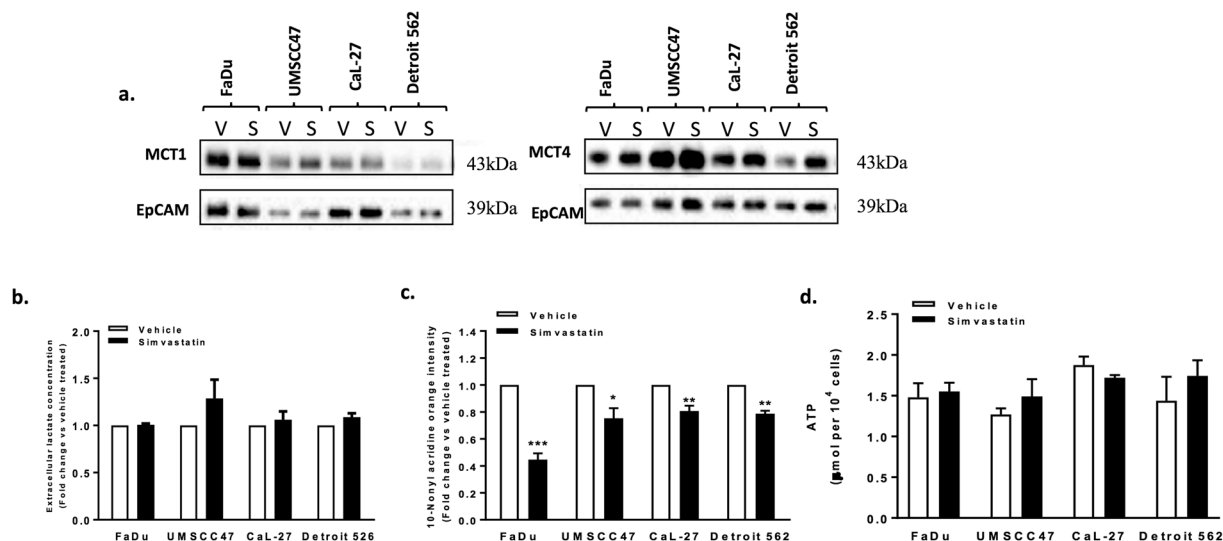 a.
FaDu
UMSCC47
CaL-27
Detroit 562
V S V S V S V S
MCT1
43kDa
EpCAM
39kDa
FaDu
UMSCC47
CaL-27
Detroit 562
V S V S V S V S
MCT4
43kDa
EpCAM
39kDa
b.
Vehicle
Simvastatin
Extracellular lactate concentration
(Fold change vs vehicle treated)
2.0
1.5
1.0
0.5
0.0
FaDu UMSCC47 CaL-27 Detroit 526
c.
Vehicle
Simvastatin
10-Nonyl acridine orange intensity
(Fold change vs vehicle treated)
1.4
1.2
1.0
0.8
0.6
0.4
0.2
0.0
***
*
**
**
FaDu UMSCC47 CaL-27 Detroit 562
d.
Vehicle
Simvastatin
ATP
(µmol per 10⁴ cells)
2.5
2.0
1.5
1.0
0.5
0.0
FaDu UMSCC47 CaL-27 Detroit 562